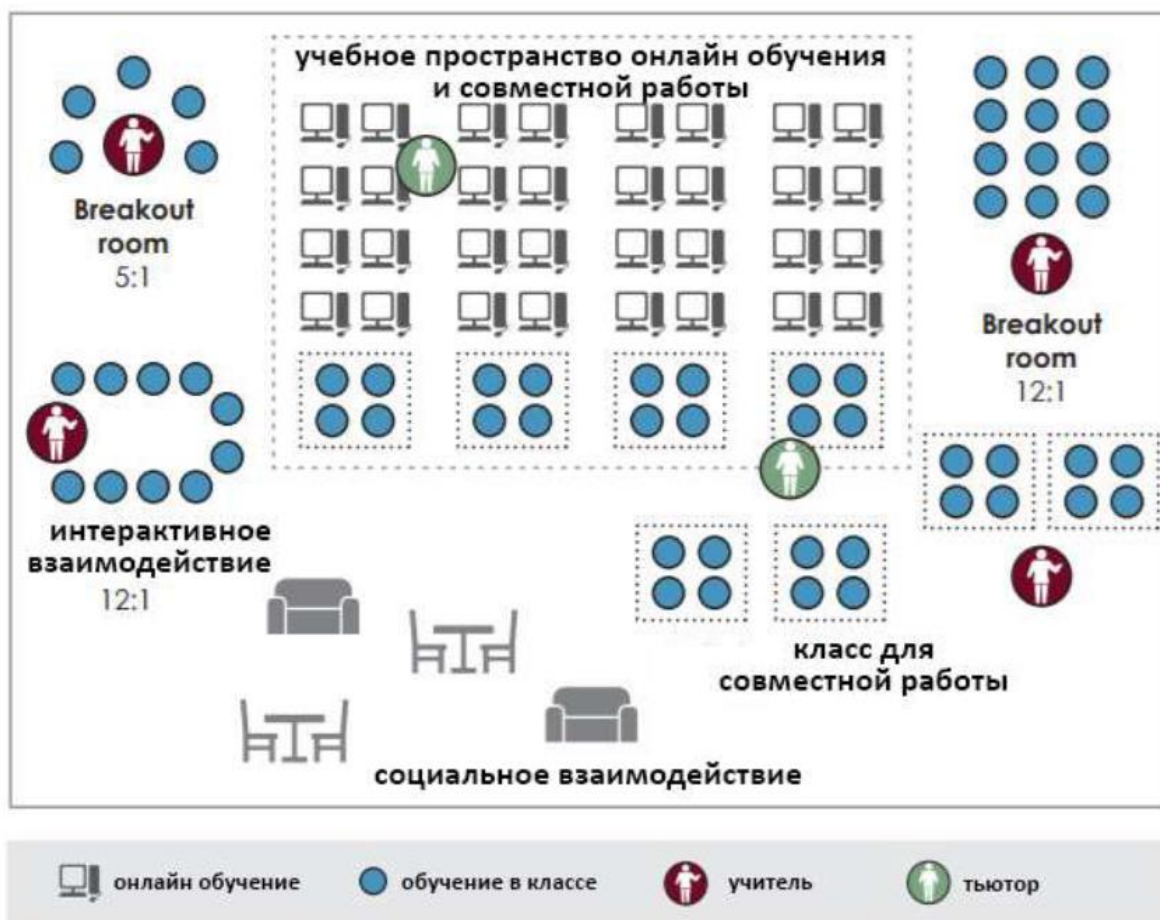 учебное пространство онлайн обучения
и совместной работы
Breakout
room
5:1
Breakout
room
12:1
интерактивное
взаимодействие
12:1
класс для
совместной работы
социальное взаимодействие
онлайн обучение
обучение в классе
учитель
тьютор